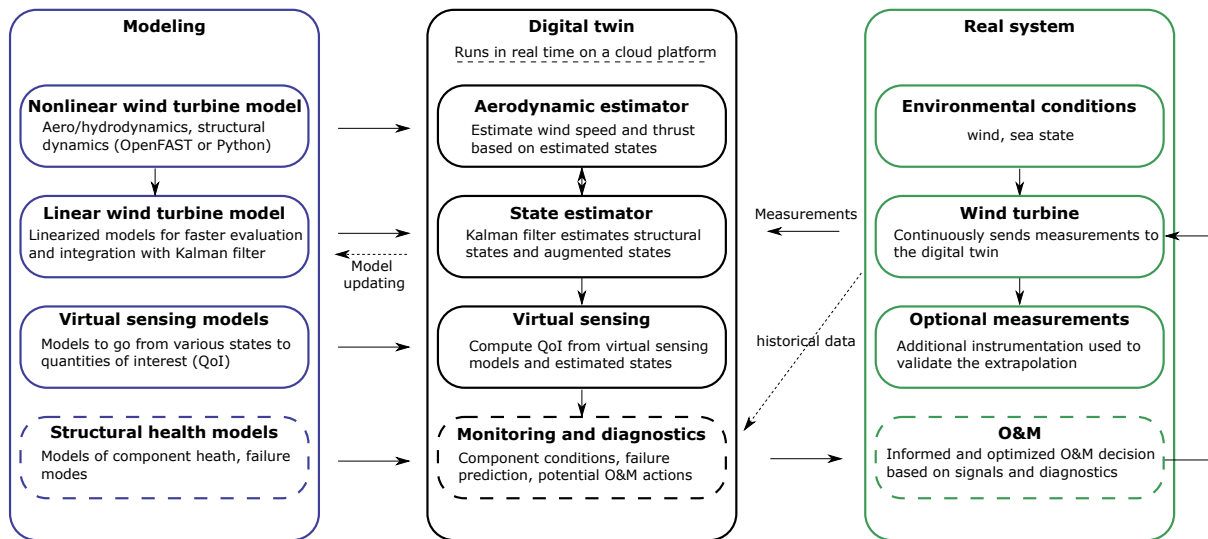 Modeling
Nonlinear wind turbine model
Aero/hydrodynamics, structural
dynamics (OpenFAST or Python)
Linear wind turbine model
Linearized models for faster evaluation
and integration with Kalman filter
Virtual sensing models
Models to go from various states to
quantities of interest (QoI)
Structural health models
Models of component heath, failure
modes
Model
updating
Digital twin
Runs in real time on a cloud platform
Aerodynamic estimator
Estimate wind speed and thrust
based on estimated states
State estimator
Kalman filter estimates structural
states and augmented states
Virtual sensing
Compute QoI from virtual sensing
models and estimated states
Monitoring and diagnostics
Component conditions, failure
prediction, potential O&M actions
Measurements
historical data
Real system
Environmental conditions
wind, sea state
Wind turbine
Continuously sends measurements to
the digital twin
Optional measurements
Additional instrumentation used to
validate the extrapolation
O&M
Informed and optimized O&M decision
based on signals and diagnostics